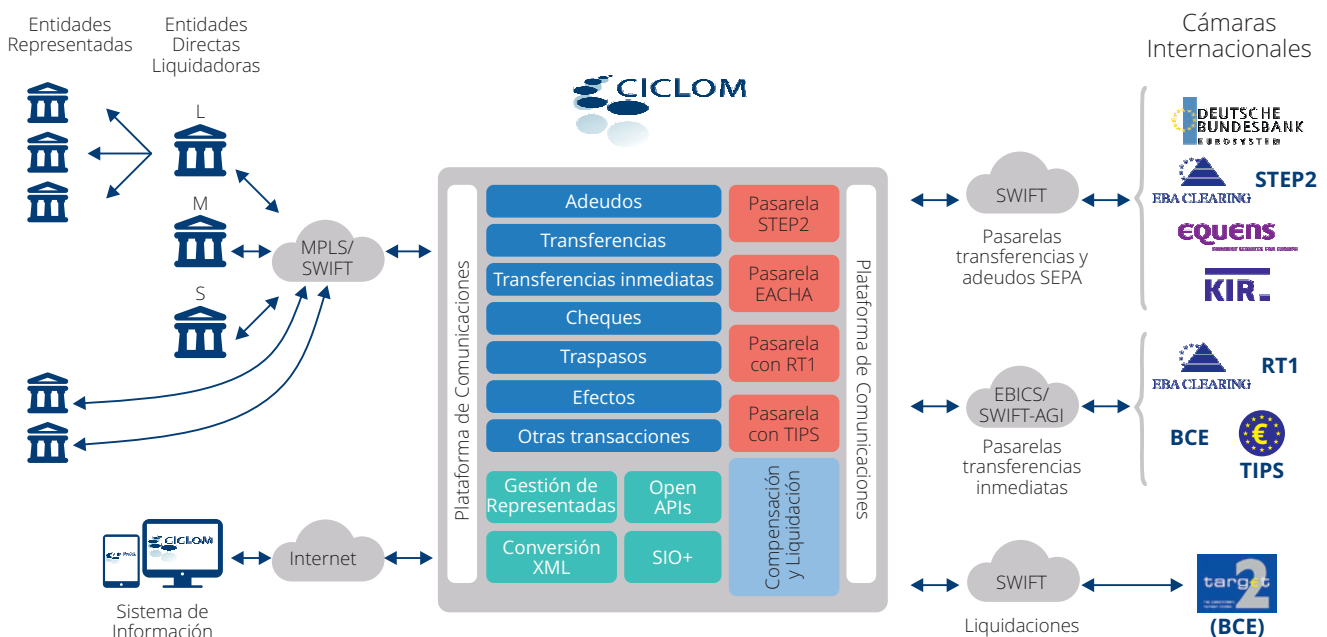 Entidades
Representadas
Entidades
Directas
Liquidadoras
L
M
S
MPLS/
SWIFT
CICLOM
Internet
Sistema de
Información
CICLOM
Plataforma de Comunicaciones
Adeudos
Transferencias
Transferencias inmediatas
Cheques
Traspasos
Efectos
Otras transacciones
Gestión de
Representadas
Open
APIs
Conversión
XML
SIO+
Pasarela
STEP2
Pasarela
EACHA
Pasarela
con RT1
Pasarela
con TIPS
Compensación
y Liquidación
Plataforma de Comunicaciones
SWIFT
Pasarelas
transferencias y
adeudos SEPA
EBICS/
SWIFT-AGI
Pasarelas
transferencias
inmediatas
SWIFT
Liquidaciones
Cámaras
Internacionales
DEUTSCHE
BUNDESBANK
EUROSYSTEM
EBA CLEARING
STEP2
EQUENS
KIR
EBA CLEARING
RT1
BCE
€
TIPS
target
2
(BCE)